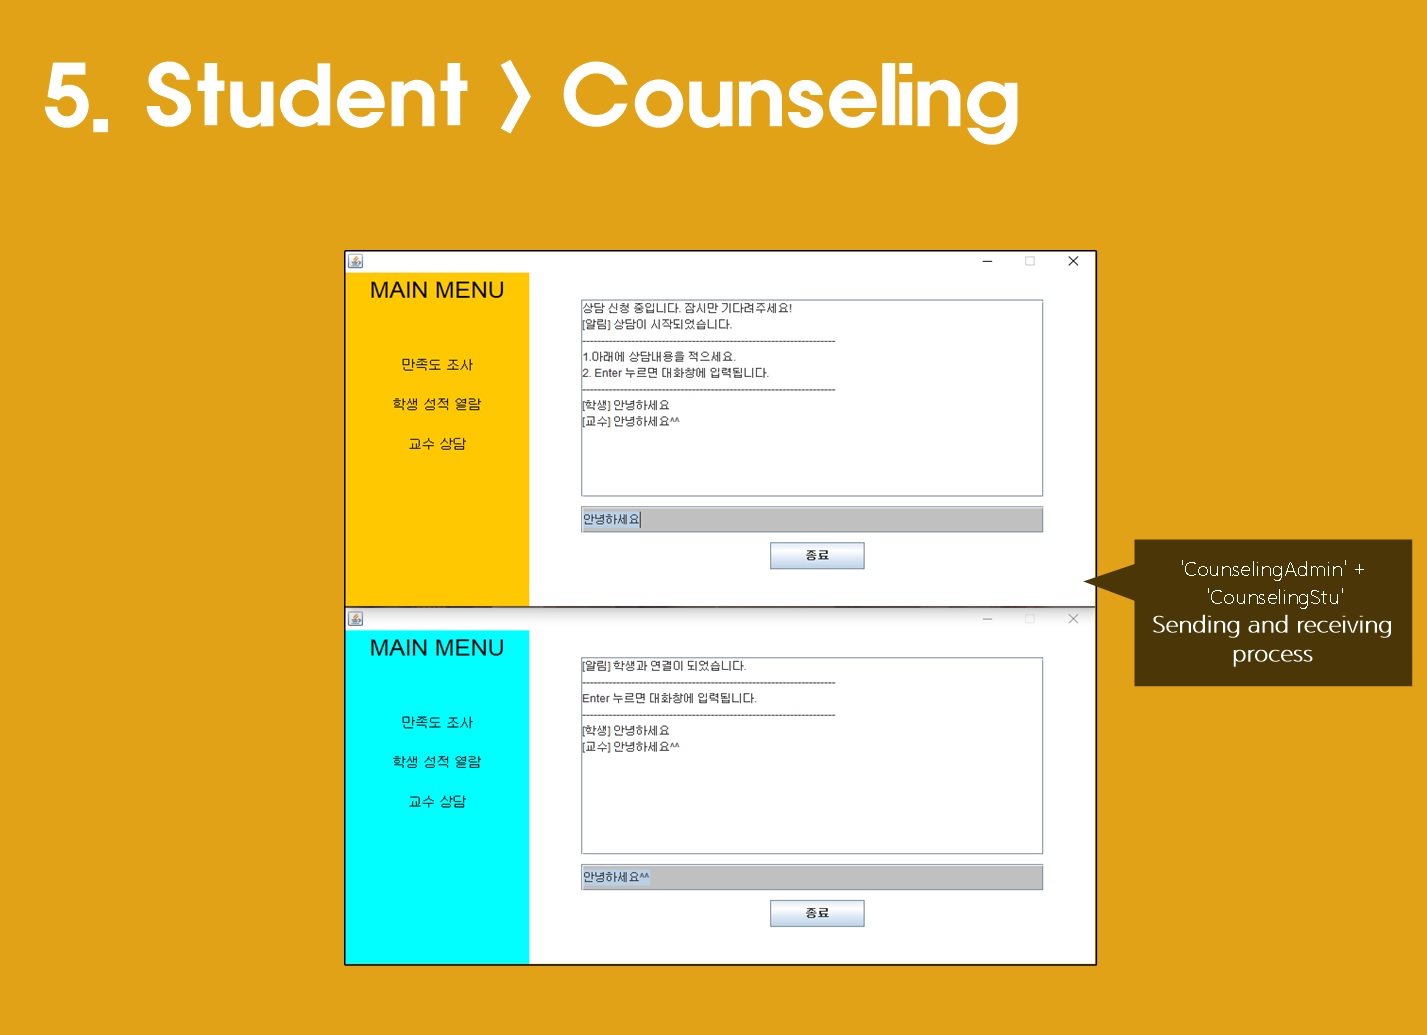 5. Student > Counseling
MAIN MENU
만족도 조사
학생 성적 열람
교수 상담
상담 신청 중입니다. 잠시만 기다려주세요!
[알림] 상담이 시작되었습니다.
--------------------------------------------------------------------------------
1.아래에 상담내용을 적으세요.
2. Enter 누르면 대화창에 입력됩니다.
--------------------------------------------------------------------------------
[학생] 안녕하세요
[교수] 안녕하세요^^
안녕하세요
종료
'CounselingAdmin' +
'CounselingStu'
Sending and receiving
process
MAIN MENU
만족도 조사
학생 성적 열람
교수 상담
[알림] 학생과 연결이 되었습니다.
--------------------------------------------------------------------------------
Enter 누르면 대화창에 입력됩니다.
--------------------------------------------------------------------------------
[학생] 안녕하세요
[교수] 안녕하세요^^
안녕하세요^^
종료